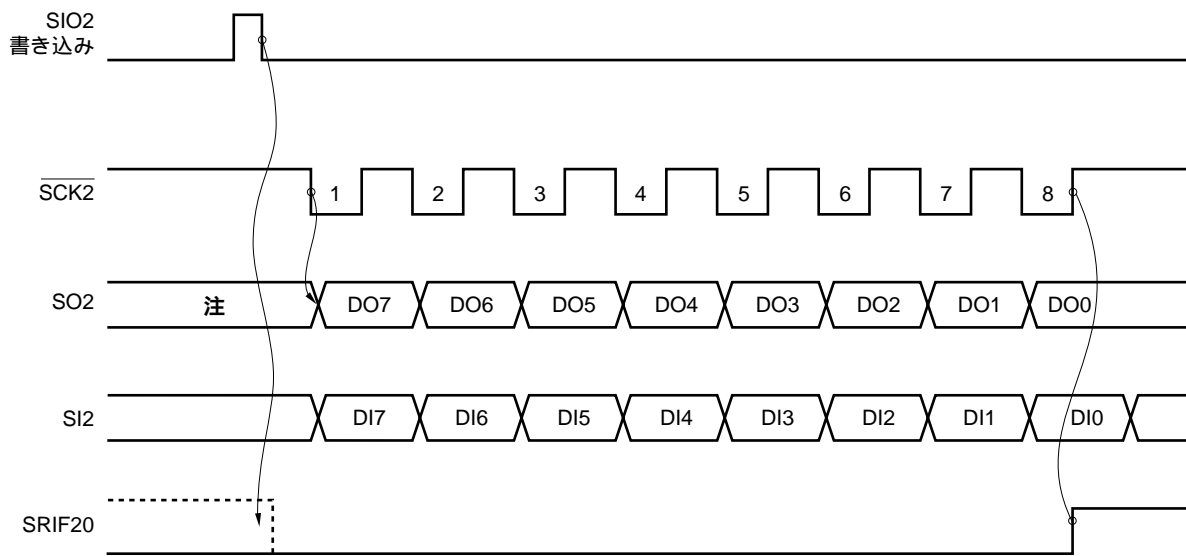 SIO2
書き込み
SCK2
1 2 3 4 5 6 7 8
SO2 注 DO7 DO6 DO5 DO4 DO3 DO2 DO1 DO0
SI2 DI7 DI6 DI5 DI4 DI3 DI2 DI1 DI0
SRIF20